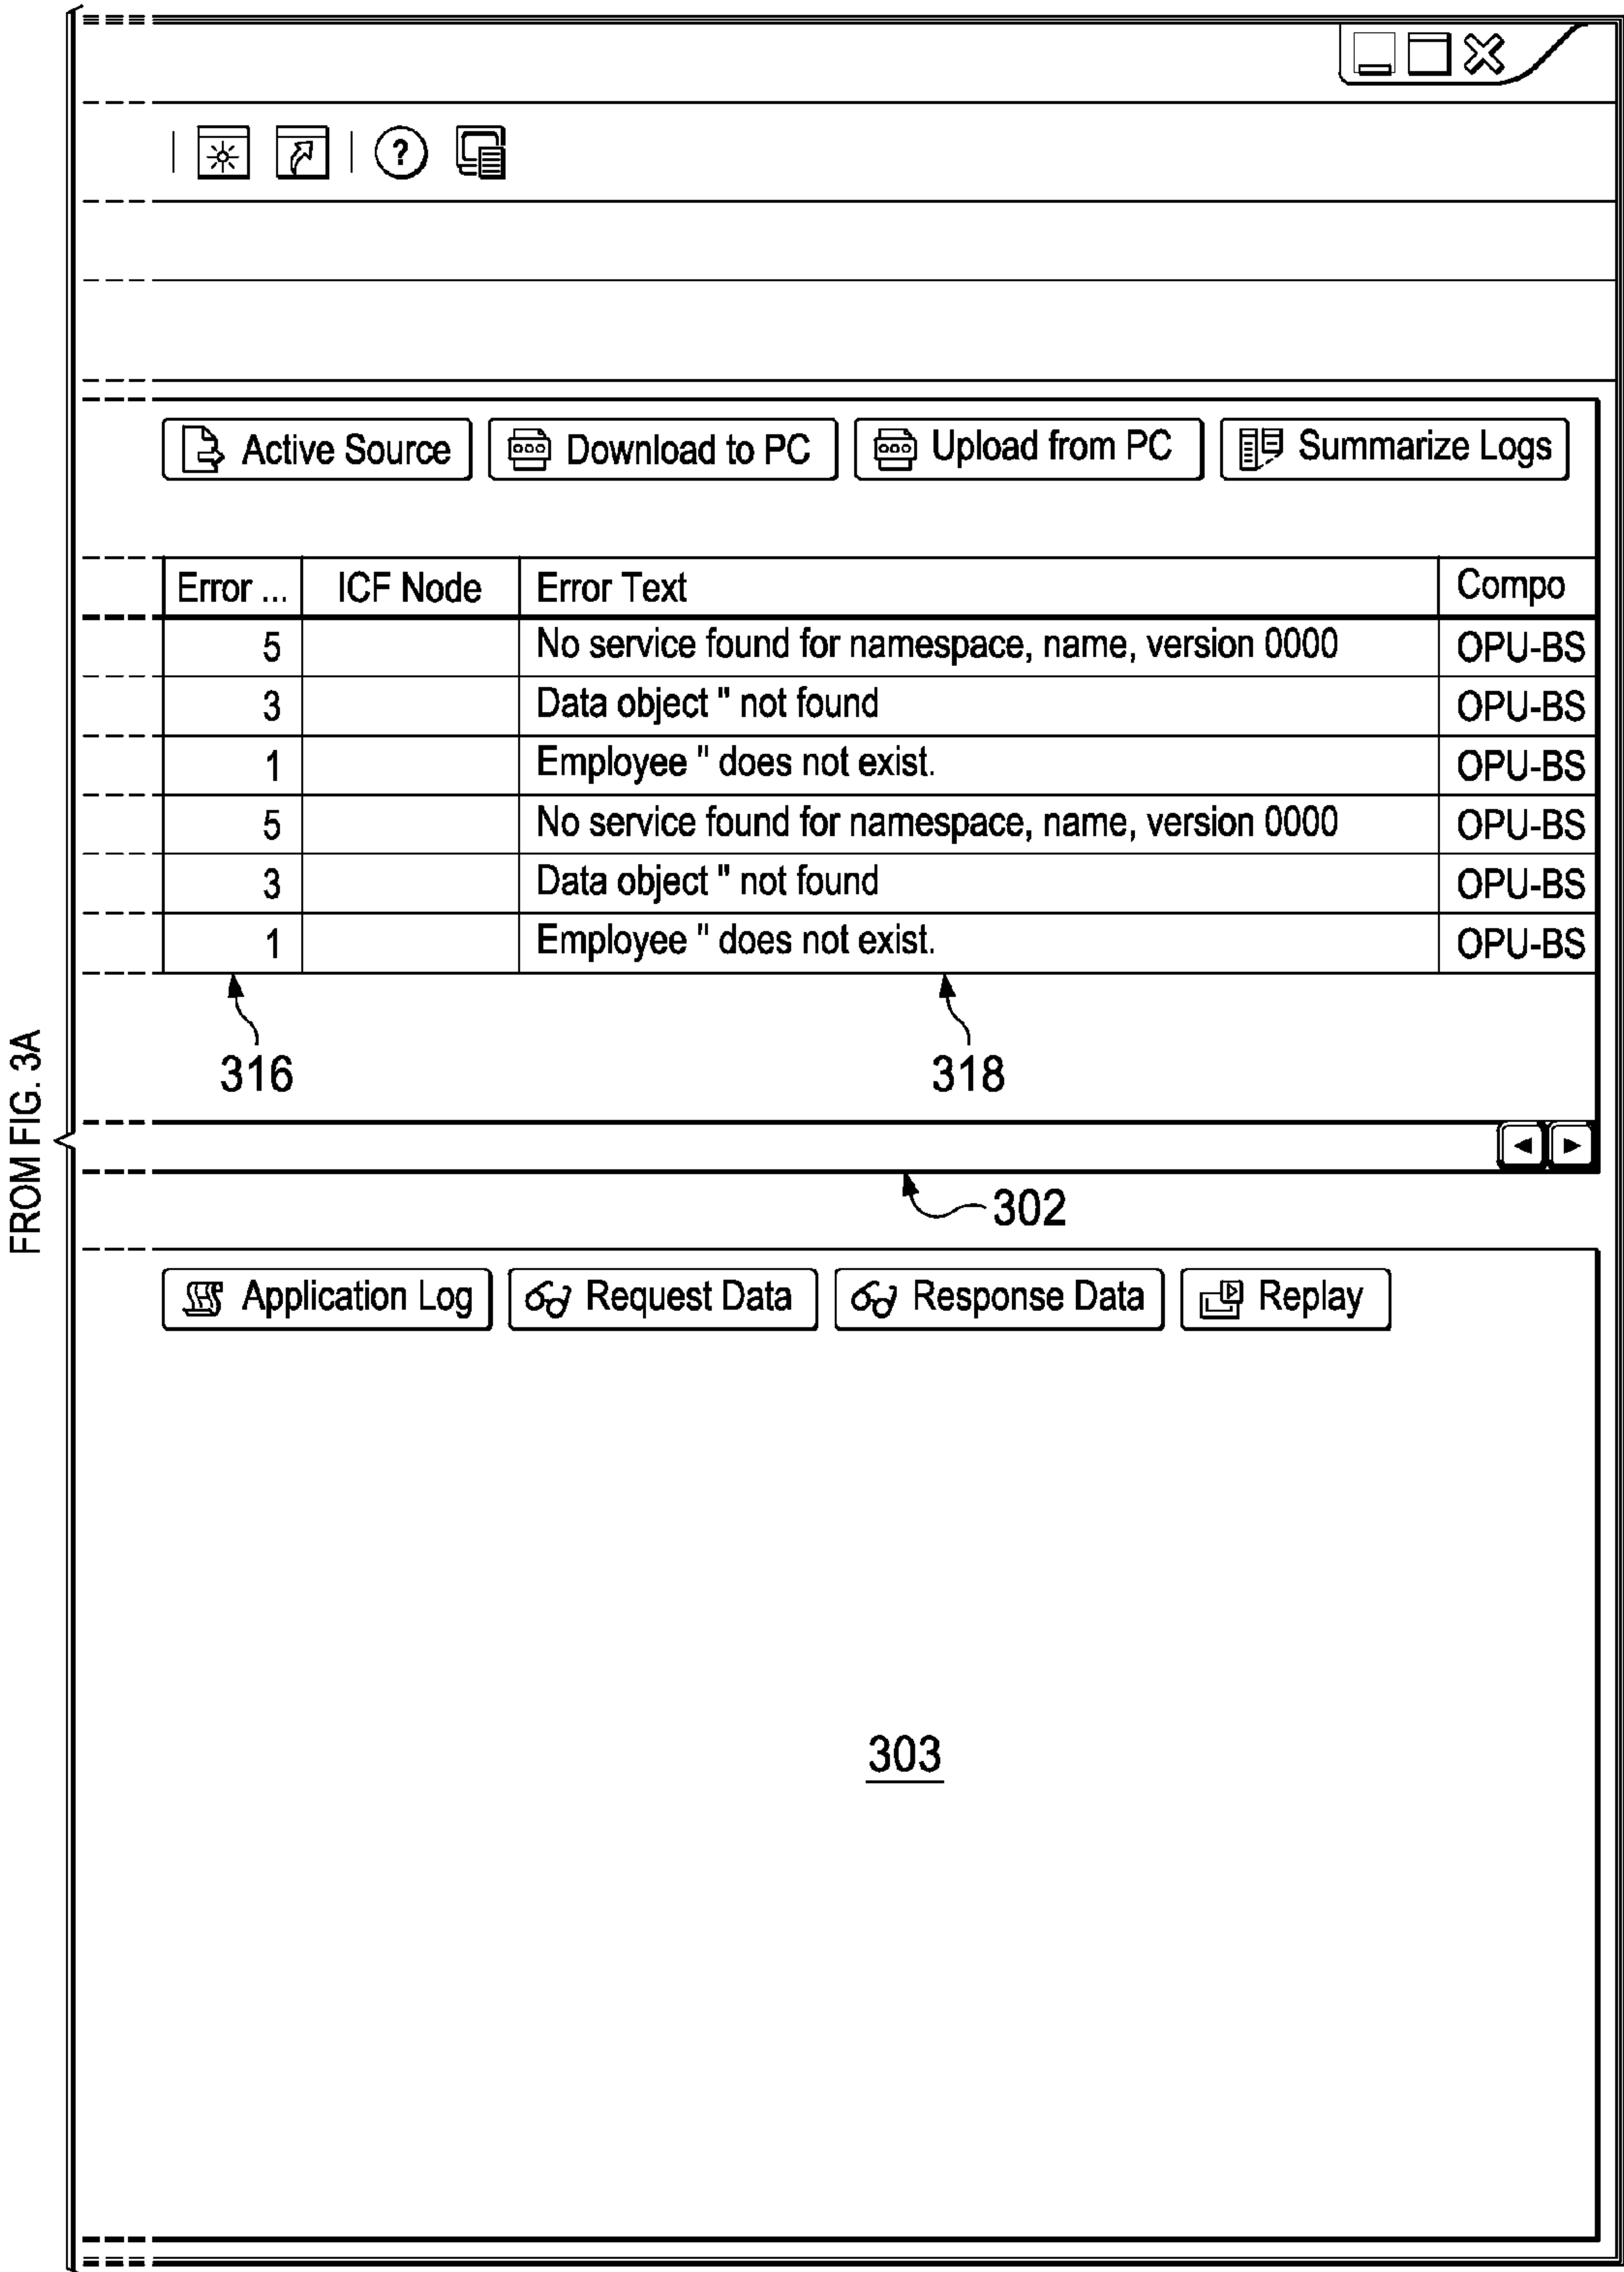 FROM FIG. 3A
?
Active Source Download to PC Upload from PC Summarize Logs
Error ... ICF Node Error Text Compo
5 No service found for namespace, name, version 0000 OPU-BS
3 Data object " not found OPU-BS
1 Employee " does not exist. OPU-BS
5 No service found for namespace, name, version 0000 OPU-BS
3 Data object " not found OPU-BS
1 Employee " does not exist. OPU-BS
316 318
302
Application Log Request Data Response Data Replay
303